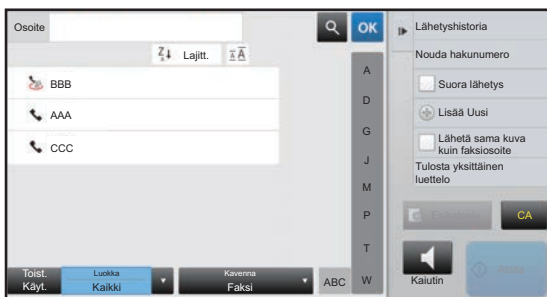 Osoite
OK
Lajitt.
BBB
AAA
CCC
A
D
G
J
M
P
T
W
ABC
Toist.
Käyt.
Luokka
Kaikki
Kavenna
Faksi
Lähetyshistoria
Nouda hakunumero
Suora lähetys
Lisää Uusi
Lähetä sama kuva
kuin faksiosoite
Tulosta yksittäinen
luettelo
CA
Kaiutin